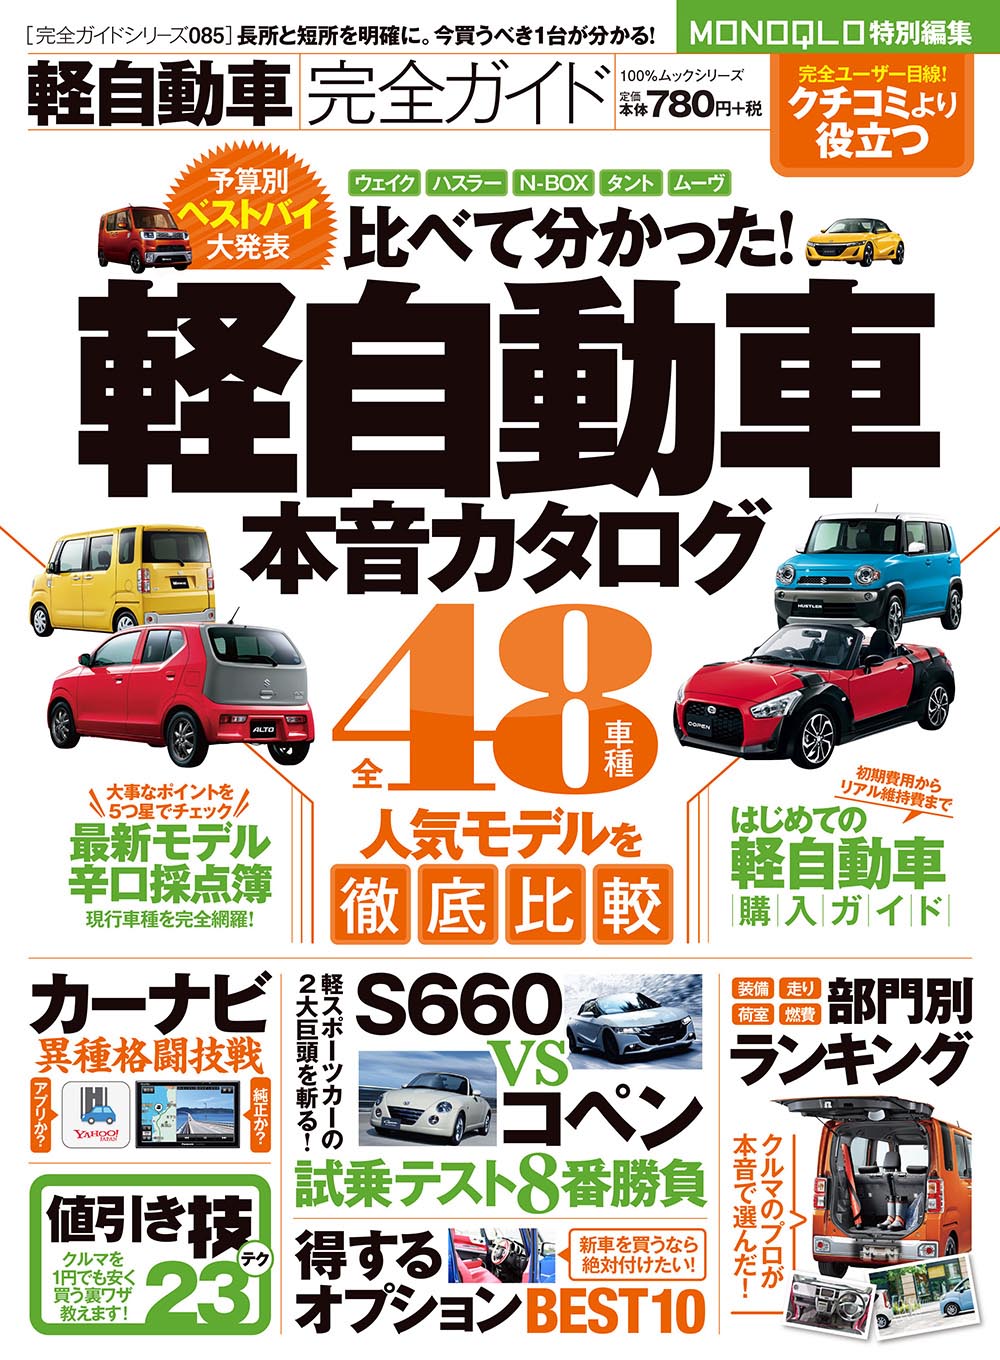 [完全ガイドシリーズ085]長所と短所を明確に。今買うべき1台が分かる!
MONOQLO特別編集
軽自動車 完全ガイド
100%ムックシリーズ
定価
本体780円+税
完全ユーザー目線!
クチコミより
役立つ
予算別
ベストバイ
大発表
ウェイク ハスラー N-BOX タント ムーヴ
比べて分かった!
軽自動車
本音カタログ
全48車種
人気モデルを
徹底比較
HUSTLER
COPEN
ALTO
大事なポイントを
5つ星でチェック
最新モデル
辛口採点簿
現行車種を完全網羅!
初期費用から
リアル維持費まで
はじめての
軽自動車
購入ガイド
カーナビ
異種格闘技戦
アプリか?
YAHOO!
JAPAN
純正か?
軽スポーツカーの
2大巨頭を斬る!
S660
VS
コペン
試乗テスト8番勝負
装備 走り
荷室 燃費
部門別
ランキング
クルマのプロが
本音で選んだ!
値引き技
テク
23
クルマを
1円でも安く
買う裏ワザ
教えます!
得する
オプションBEST10
新車を買うなら
絶対付けたい!